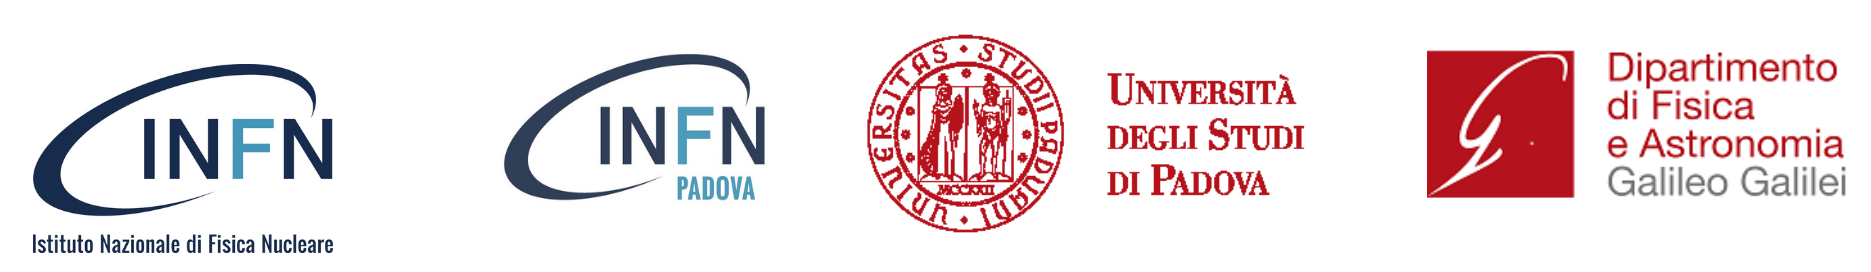 INFN
Istituto Nazionale di Fisica Nucleare
INFN
PADOVA
UNIVERSITAS STUDII PADUANI
MCCXXII
UNIVERSITÀ
DEGLI STUDI
DI PADOVA
Dipartimento
di Fisica
e Astronomia
Galileo Galilei